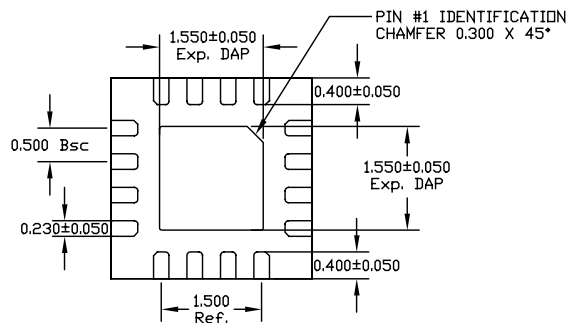 PIN #1 IDENTIFICATION
CHAMFER 0.300 X 45°
1.550±0.050
Exp. DAP
0.400±0.050
0.500 Bsc
1.550±0.050
Exp. DAP
0.230±0.050
0.400±0.050
1.500
Ref.